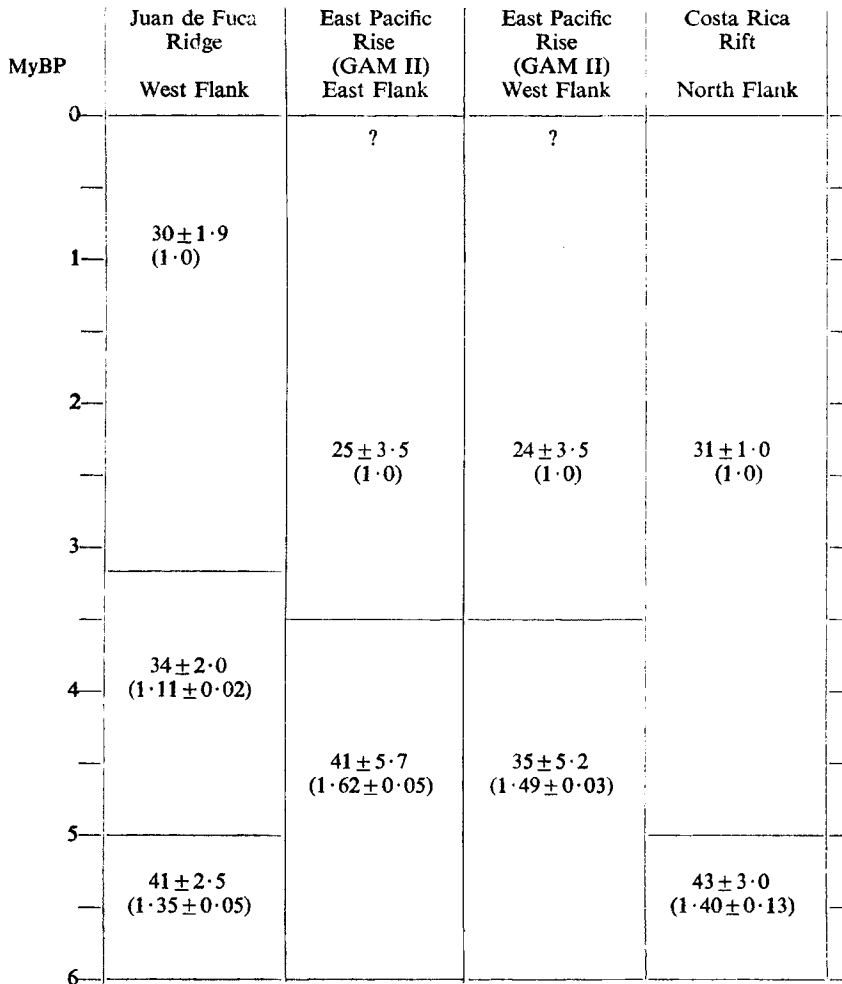 Juan de Fuca East Pacific East Pacific Costa Rica
Ridge Rise Rise Rift
(GAM II) (GAM II)
MyBP
West Flank East Flank West Flank North Flank
0
? ?
30±1·9
1 (1·0)
2
25±3·5 24±3·5 31±1·0
(1·0) (1·0) (1·0)
3
34±2·0
4 (1·11±0·02)
41±5·7 35±5·2
(1·62±0·05) (1·49±0·03)
5
41±2·5 43±3·0
(1·35±0·05) (1·40±0·13)
6